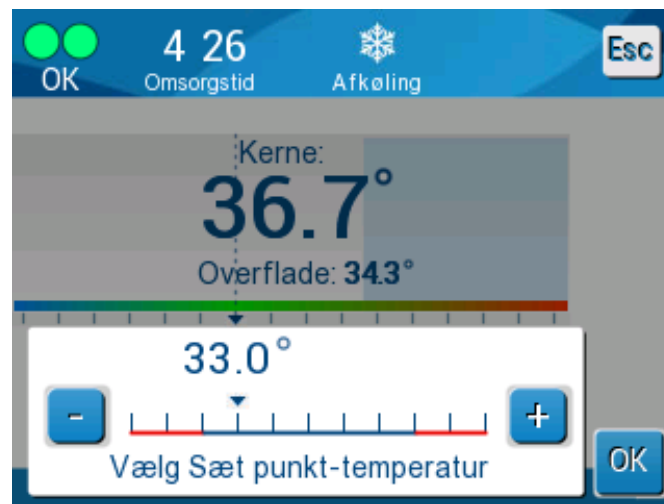 4 26
Esc
OK
Omsorgstid
Afkøling
Kerne:
36.7°
Overflade: 34.3°
33.0°
-
+
Vælg Sæt punkt-temperatur
OK